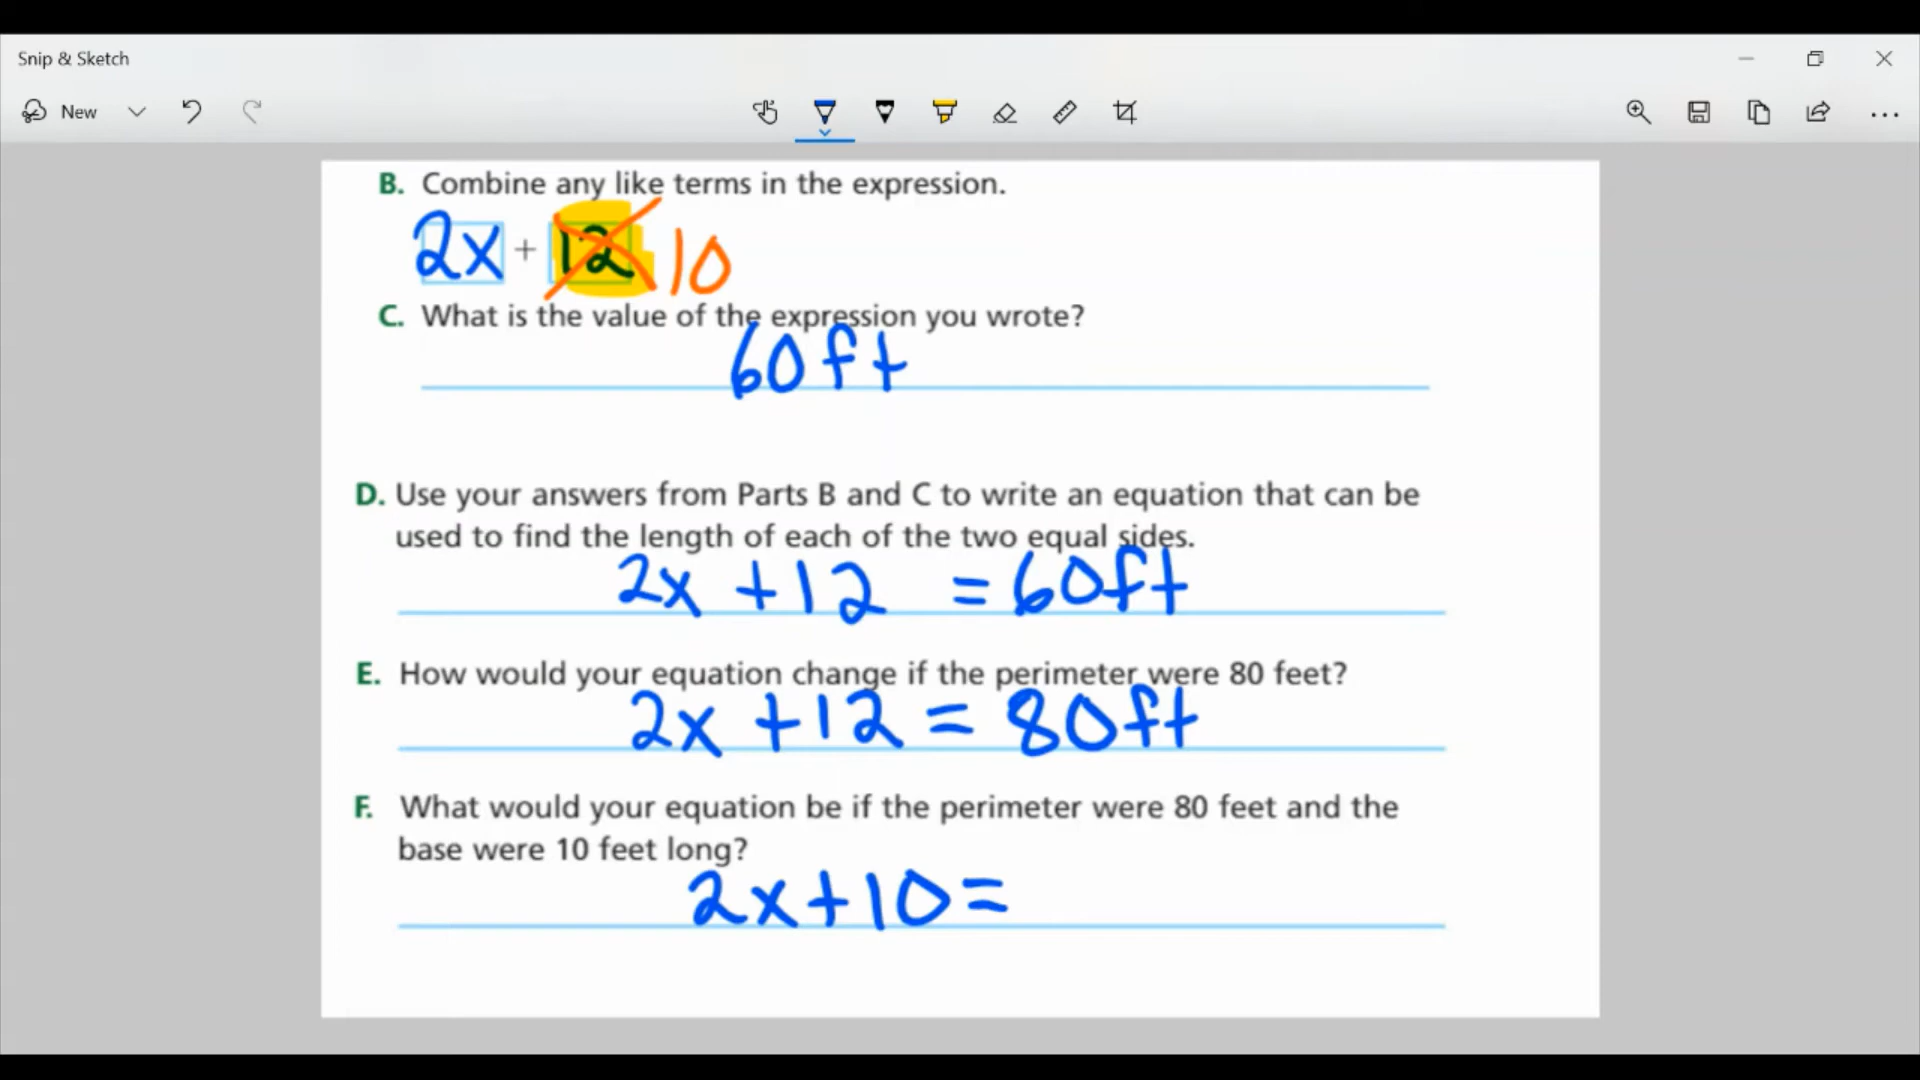 Snip & Sketch
New
B. Combine any like terms in the expression.
2x + 12 10
C. What is the value of the expression you wrote?
60ft
D. Use your answers from Parts B and C to write an equation that can be
used to find the length of each of the two equal sides.
2x +12 =60ft
E. How would your equation change if the perimeter were 80 feet?
2x +12 = 80ft
F. What would your equation be if the perimeter were 80 feet and the
base were 10 feet long?
2x+10=